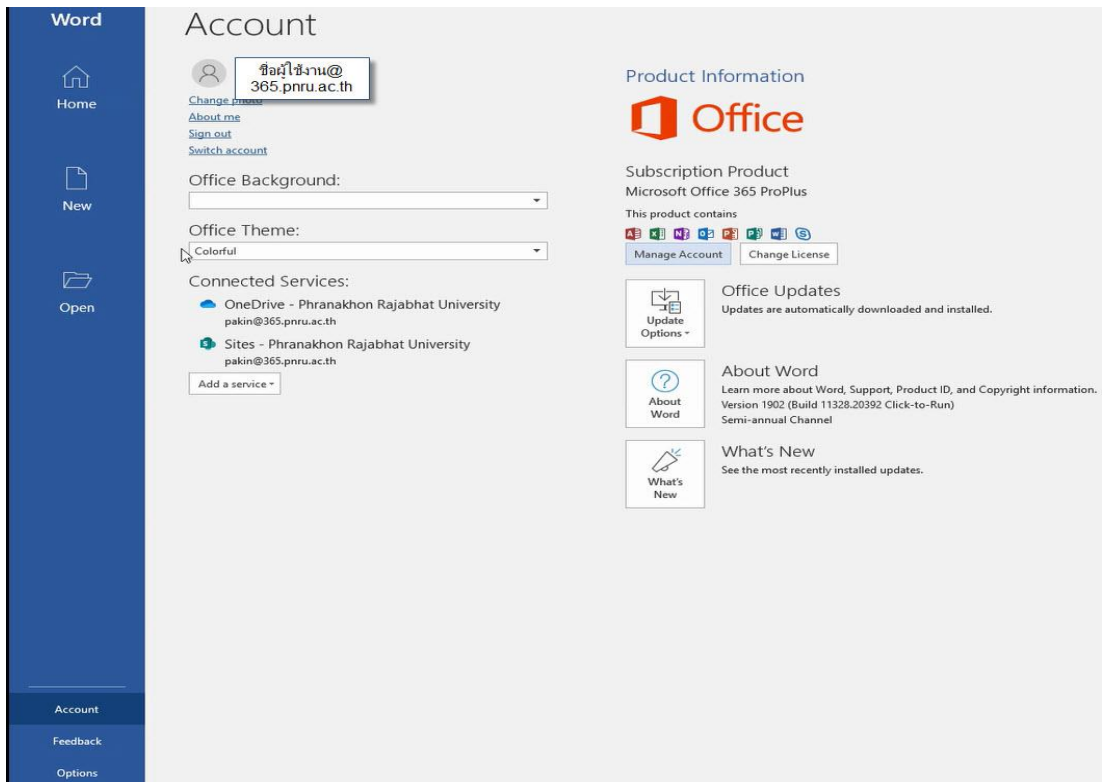 Word
Home
New
Open
Account
Feedback
Options
Account
ชื่อผู้ใช้งาน@
365.pnru.ac.th
Change photo
About me
Sign out
Switch account
Office Background:
Office Theme:
Colorful
Connected Services:
OneDrive - Phranakhon Rajabhat University
pakin@365.pnru.ac.th
Sites - Phranakhon Rajabhat University
pakin@365.pnru.ac.th
Add a service
Product Information
Office
Subscription Product
Microsoft Office 365 ProPlus
This product contains
Manage Account
Change License
Update
Options
Office Updates
Updates are automatically downloaded and installed.
About
Word
About Word
Learn more about Word, Support, Product ID, and Copyright information.
Version 1902 (Build 11328.20392 Click-to-Run)
Semi-annual Channel
What's
New
What's New
See the most recently installed updates.